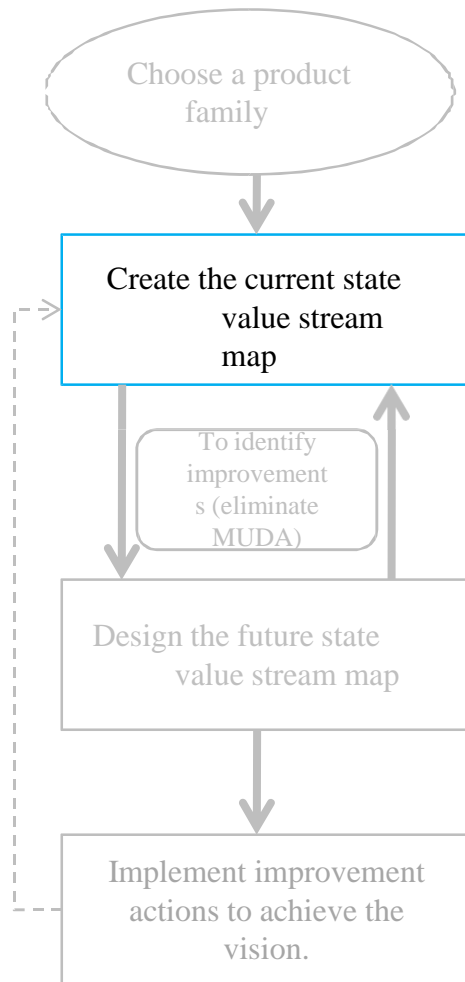 Choose a product
family
Create the current state
value stream
map
To identify
improvement
s (eliminate
MUDA)
Design the future state
value stream map
Implement improvement
actions to achieve the
vision.